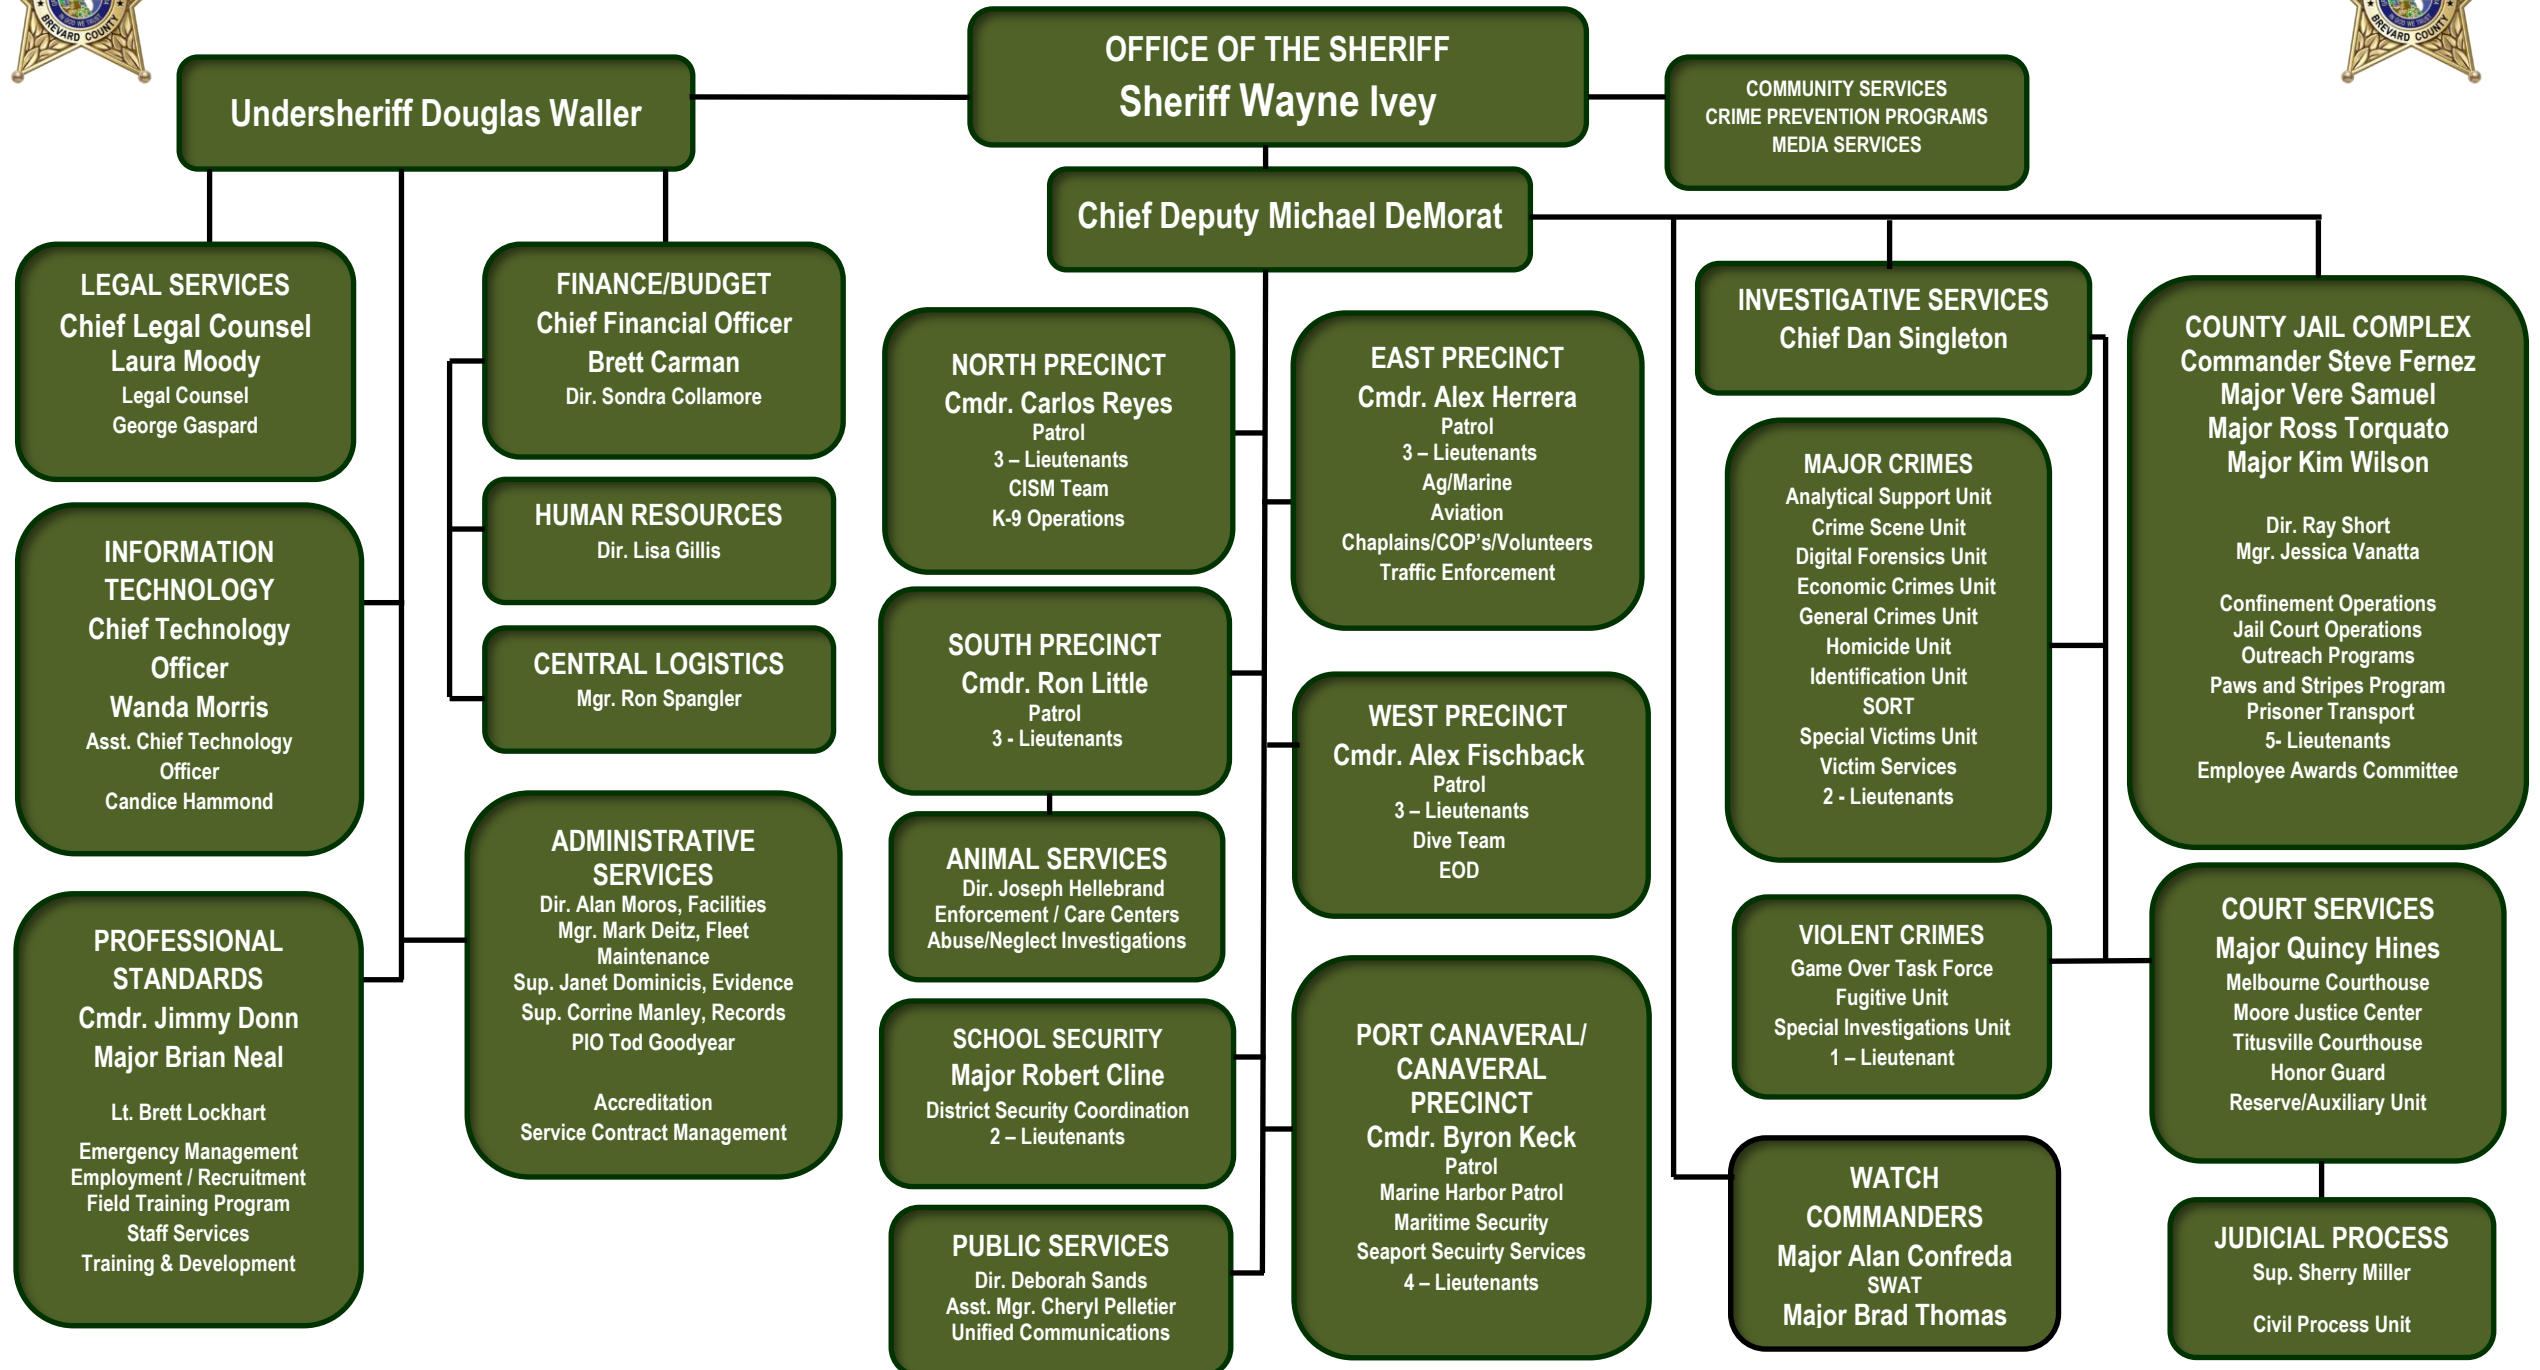 BREVARD COUNTY
IN GOD WE TRUST
BREVARD COUNTY
IN GOD WE TRUST
OFFICE OF THE SHERIFF
Sheriff Wayne Ivey
Undersheriff Douglas Waller
COMMUNITY SERVICES
CRIME PREVENTION PROGRAMS
MEDIA SERVICES
Chief Deputy Michael DeMorat
LEGAL SERVICES
Chief Legal Counsel
Laura Moody
Legal Counsel
George Gaspard
FINANCE/BUDGET
Chief Financial Officer
Brett Carman
Dir. Sondra Collamore
HUMAN RESOURCES
Dir. Lisa Gillis
CENTRAL LOGISTICS
Mgr. Ron Spangler
INFORMATION
TECHNOLOGY
Chief Technology
Officer
Wanda Morris
Asst. Chief Technology
Officer
Candice Hammond
ADMINISTRATIVE
SERVICES
Dir. Alan Moros, Facilities
Mgr. Mark Deitz, Fleet
Maintenance
Sup. Janet Dominicis, Evidence
Sup. Corrine Manley, Records
PIO Tod Goodyear
Accreditation
Service Contract Management
PROFESSIONAL
STANDARDS
Cmdr. Jimmy Donn
Major Brian Neal
Lt. Brett Lockhart
Emergency Management
Employment / Recruitment
Field Training Program
Staff Services
Training & Development
NORTH PRECINCT
Cmdr. Carlos Reyes
Patrol
3 – Lieutenants
CISM Team
K-9 Operations
EAST PRECINCT
Cmdr. Alex Herrera
Patrol
3 – Lieutenants
Ag/Marine
Aviation
Chaplains/COP’s/Volunteers
Traffic Enforcement
SOUTH PRECINCT
Cmdr. Ron Little
Patrol
3 - Lieutenants
WEST PRECINCT
Cmdr. Alex Fischback
Patrol
3 – Lieutenants
Dive Team
EOD
ANIMAL SERVICES
Dir. Joseph Hellebrand
Enforcement / Care Centers
Abuse/Neglect Investigations
SCHOOL SECURITY
Major Robert Cline
District Security Coordination
2 – Lieutenants
PORT CANAVERAL/
CANAVERAL
PRECINCT
Cmdr. Byron Keck
Patrol
Marine Harbor Patrol
Maritime Security
Seaport Secuirty Services
4 – Lieutenants
PUBLIC SERVICES
Dir. Deborah Sands
Asst. Mgr. Cheryl Pelletier
Unified Communications
INVESTIGATIVE SERVICES
Chief Dan Singleton
MAJOR CRIMES
Analytical Support Unit
Crime Scene Unit
Digital Forensics Unit
Economic Crimes Unit
General Crimes Unit
Homicide Unit
Identification Unit
SORT
Special Victims Unit
Victim Services
2 - Lieutenants
VIOLENT CRIMES
Game Over Task Force
Fugitive Unit
Special Investigations Unit
1 – Lieutenant
WATCH
COMMANDERS
Major Alan Confreda
SWAT
Major Brad Thomas
COUNTY JAIL COMPLEX
Commander Steve Fernez
Major Vere Samuel
Major Ross Torquato
Major Kim Wilson
Dir. Ray Short
Mgr. Jessica Vanatta
Confinement Operations
Jail Court Operations
Outreach Programs
Paws and Stripes Program
Prisoner Transport
5- Lieutenants
Employee Awards Committee
COURT SERVICES
Major Quincy Hines
Melbourne Courthouse
Moore Justice Center
Titusville Courthouse
Honor Guard
Reserve/Auxiliary Unit
JUDICIAL PROCESS
Sup. Sherry Miller
Civil Process Unit